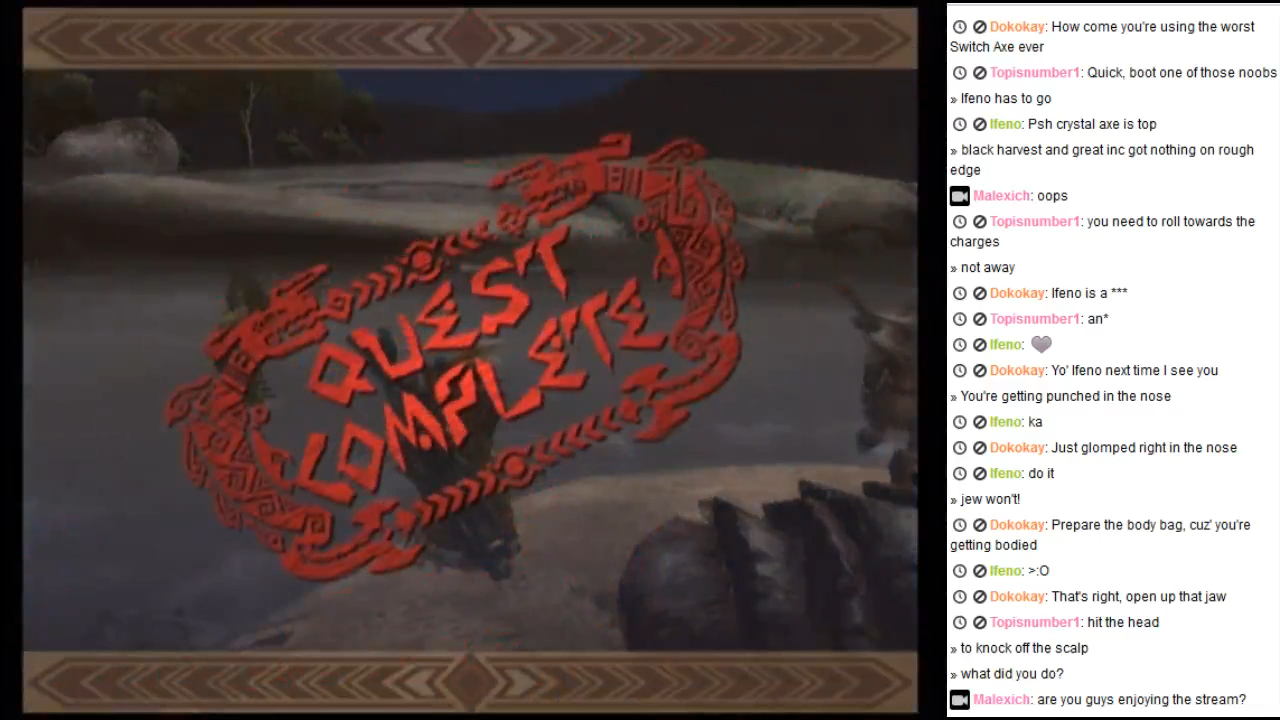 QUEST
COMPLETE
Dokokay: How come you're using the worst
Switch Axe ever
Topisnumber1: Quick, boot one of those noobs
» Ifeno has to go
Ifeno: Psh crystal axe is top
» black harvest and great inc got nothing on rough
edge
Malexich: oops
Topisnumber1: you need to roll towards the
charges
» not away
Dokokay: Ifeno is a ***
Topisnumber1: an*
Ifeno:
Dokokay: Yo' Ifeno next time I see you
» You're getting punched in the nose
Ifeno: ka
Dokokay: Just glomped right in the nose
Ifeno: do it
» jew won't!
Dokokay: Prepare the body bag, cuz' you're
getting bodied
Ifeno: >:O
Dokokay: That's right, open up that jaw
Topisnumber1: hit the head
» to knock off the scalp
» what did you do?
Malexich: are you guys enjoying the stream?